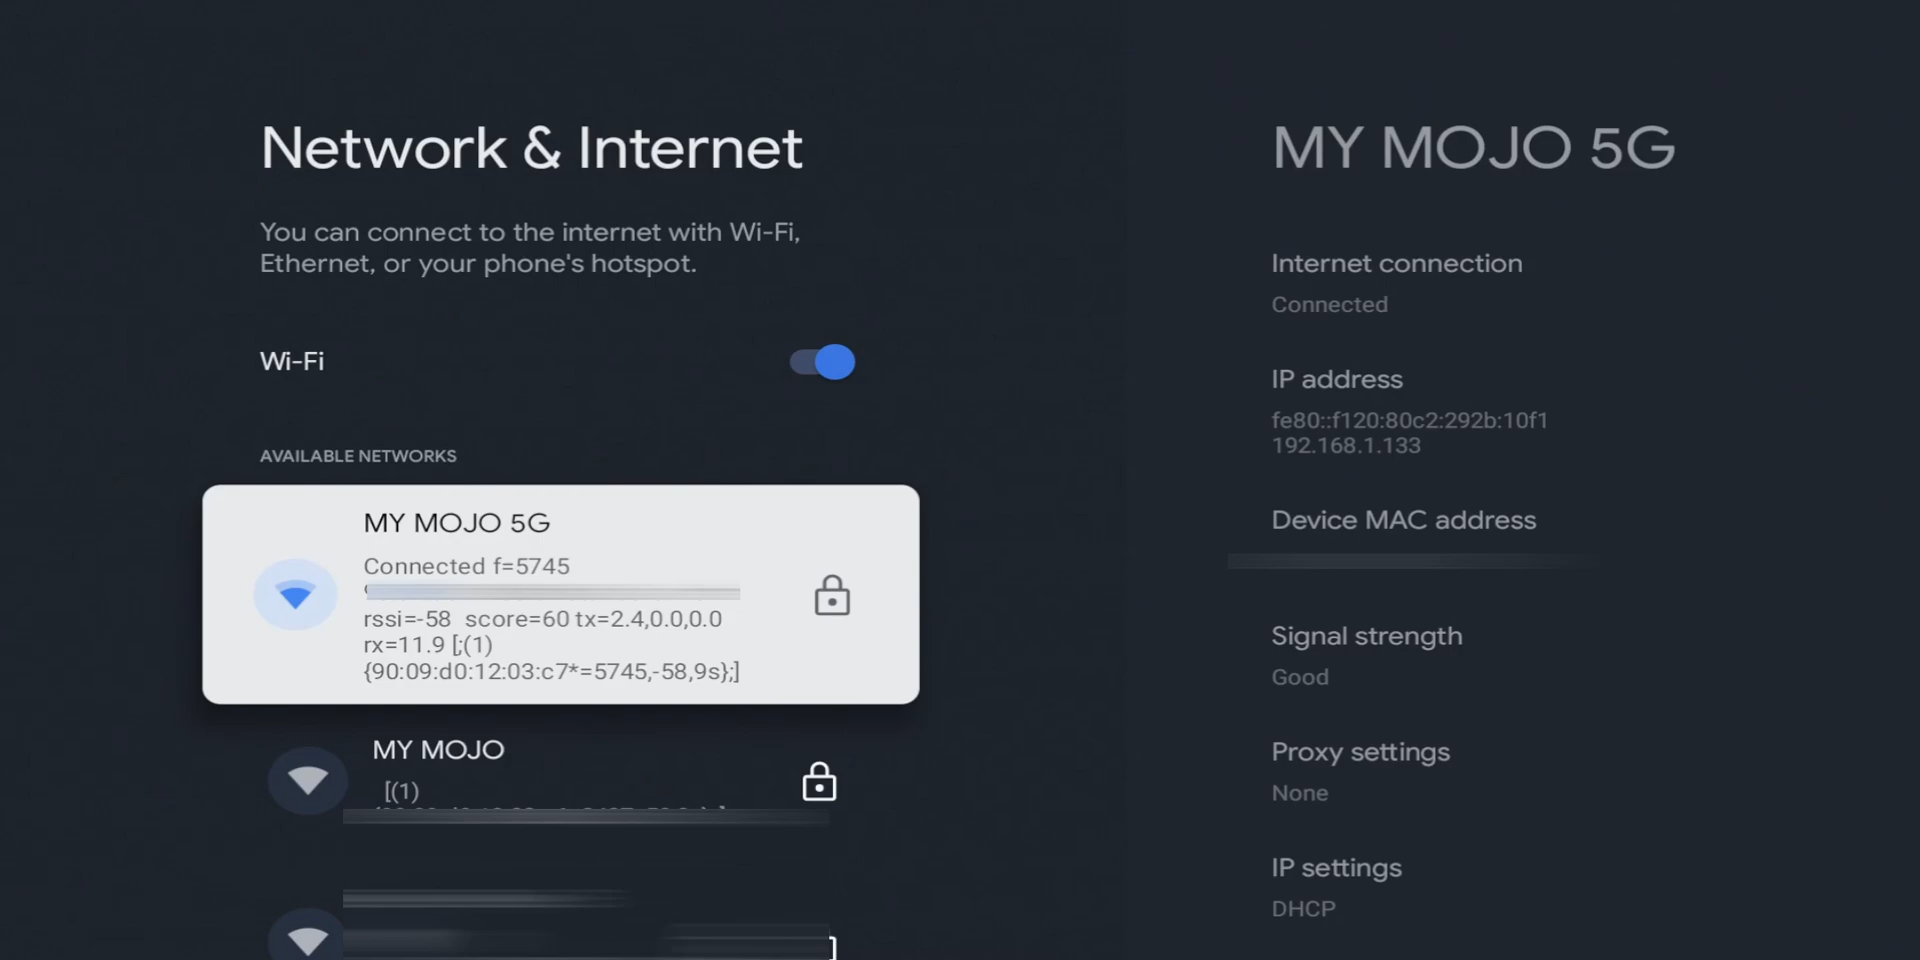 Network & Internet
You can connect to the internet with Wi-Fi,
Ethernet, or your phone's hotspot.
Wi-Fi
AVAILABLE NETWORKS
MY MOJO 5G
Connected f=5745
rssi=-58 score=60 tx=2.4,0.0,0.0
rx=11.9 [;(1)
{90:09:d0:12:03:c7*=5745,-58,9s};]
MY MOJO
[(1)
MY MOJO 5G
Internet connection
Connected
IP address
fe80::f120:80c2:292b:10f1
192.168.1.133
Device MAC address
Signal strength
Good
Proxy settings
None
IP settings
DHCP